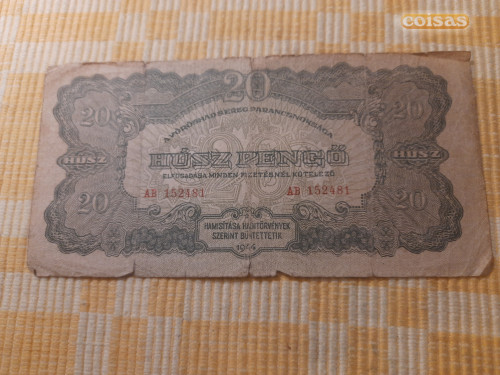 coisas
20 20 20
A VÖRÖSHADSEREG PARANCSNOKSÁGA
HÚSZ HÚSZ PENGŐ HÚSZ
ELFOGADÁSA MINDEN FIZETÉSNÉL KÖTELEZŐ
AB 152481 AB 152481
20 20
HAMISÍTÁSA HADITÖRVÉNYEK
SZERINT BÜNTETTETIK
1944